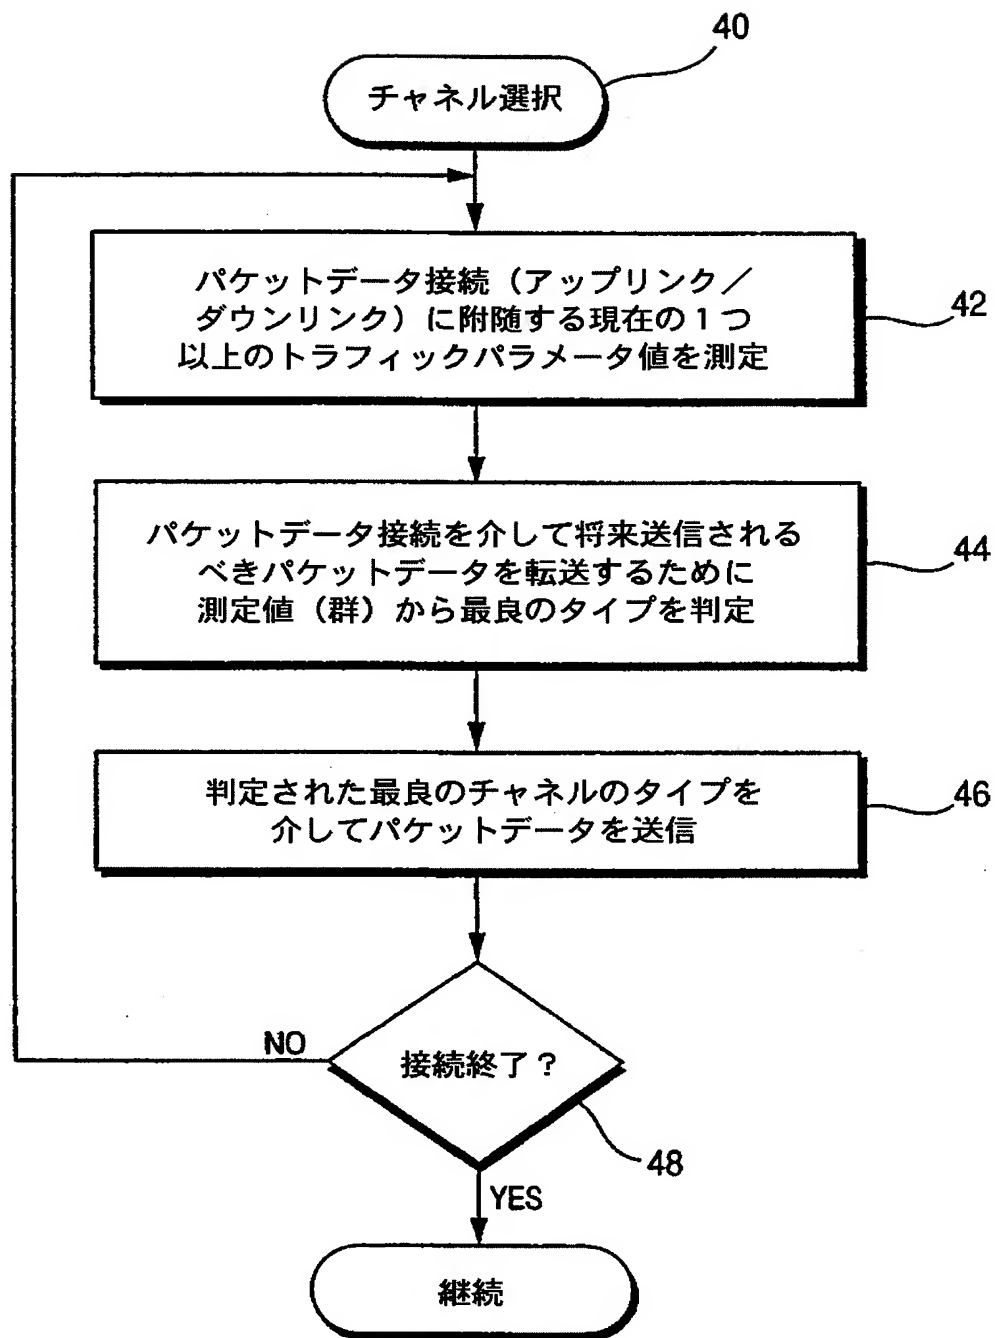 40
チャネル選択
パケットデータ接続（アップリンク／
ダウンリンク）に附随する現在の１つ
以上のトラフィックパラメータ値を測定
42
パケットデータ接続を介して将来送信される
べきパケットデータを転送するために
測定値（群）から最良のタイプを判定
44
判定された最良のチャネルのタイプを
介してパケットデータを送信
46
NO
接続終了？
48
YES
継続